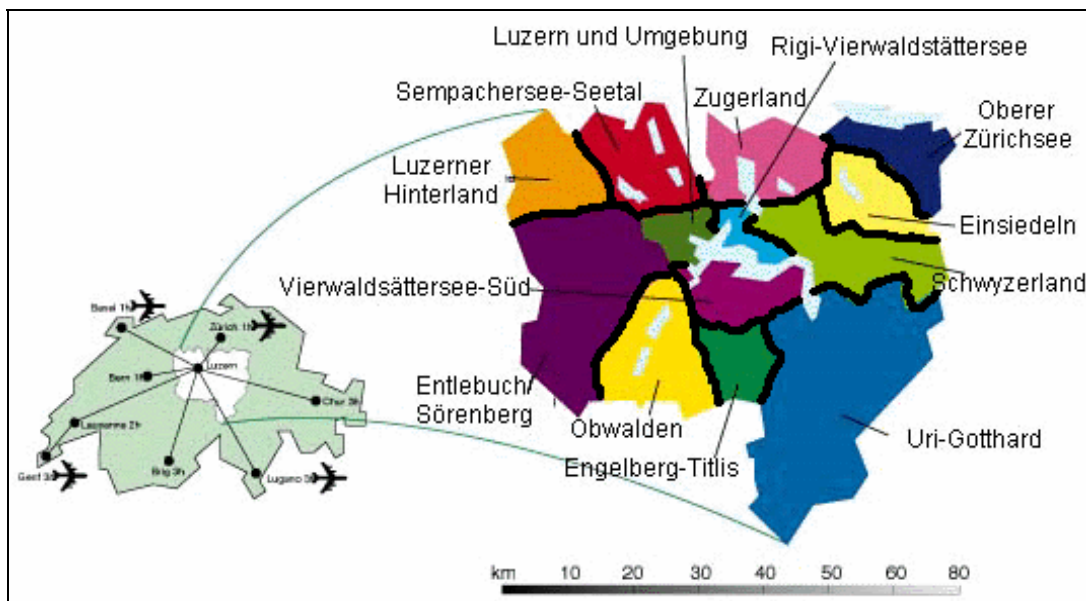 Luzern und Umgebung
Rigi-Vierwaldstättersee
Sempachersee-Seetal
Zugerland
Oberer
Zürichsee
Luzerner
Hinterland
Einsiedeln
Vierwaldsättersee-Süd
Schwyzerland
Basel 1h
Zürich 1h
Luzern
Bern 1h
Chur 3h
Lausanne 2h
Genf 3h
Brig 3h
Lugano 3h
Entlebuch/
Sörenberg
Obwalden
Engelberg-Titlis
Uri-Gotthard
km 10 20 30 40 60 80